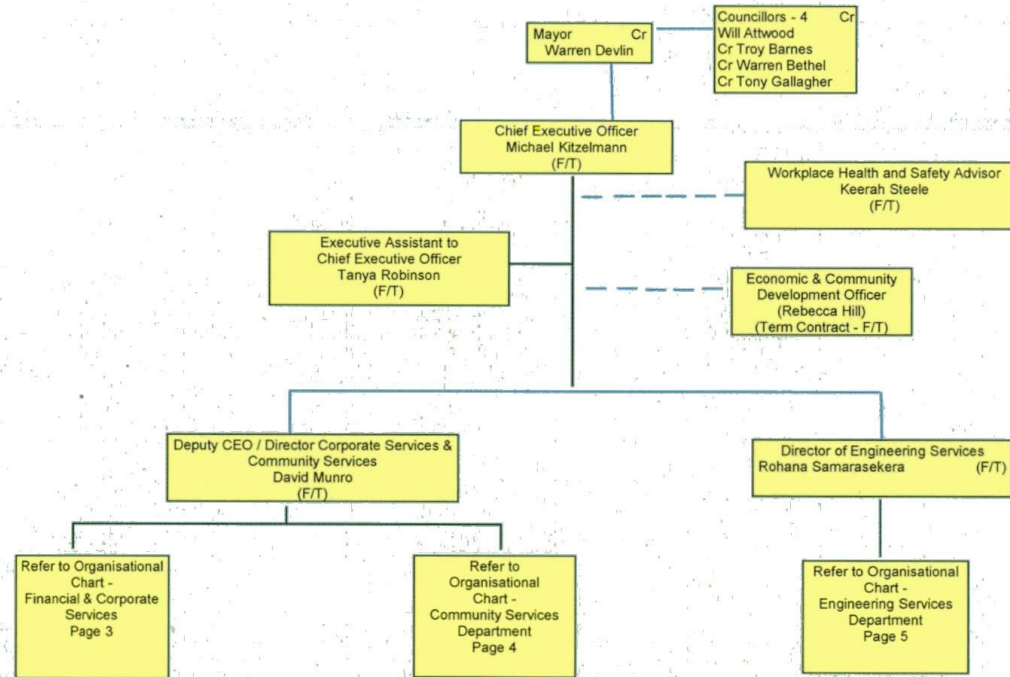 Mayor Cr
Warren Devlin
Councillors - 4 Cr
Will Attwood
Cr Troy Barnes
Cr Warren Bethel
Cr Tony Gallagher
Chief Executive Officer
Michael Kitzelmann
(F/T)
Workplace Health and Safety Advisor
Keerah Steele
(F/T)
Executive Assistant to
Chief Executive Officer
Tanya Robinson
(F/T)
Economic & Community
Development Officer
(Rebecca Hill)
(Term Contract - F/T)
Deputy CEO / Director Corporate Services &
Community Services
David Munro
(F/T)
Director of Engineering Services
Rohana Samarasekera (F/T)
Refer to Organisational
Chart -
Financial & Corporate
Services
Page 3
Refer to
Organisational
Chart -
Community Services
Department
Page 4
Refer to Organisational
Chart -
Engineering Services
Department
Page 5